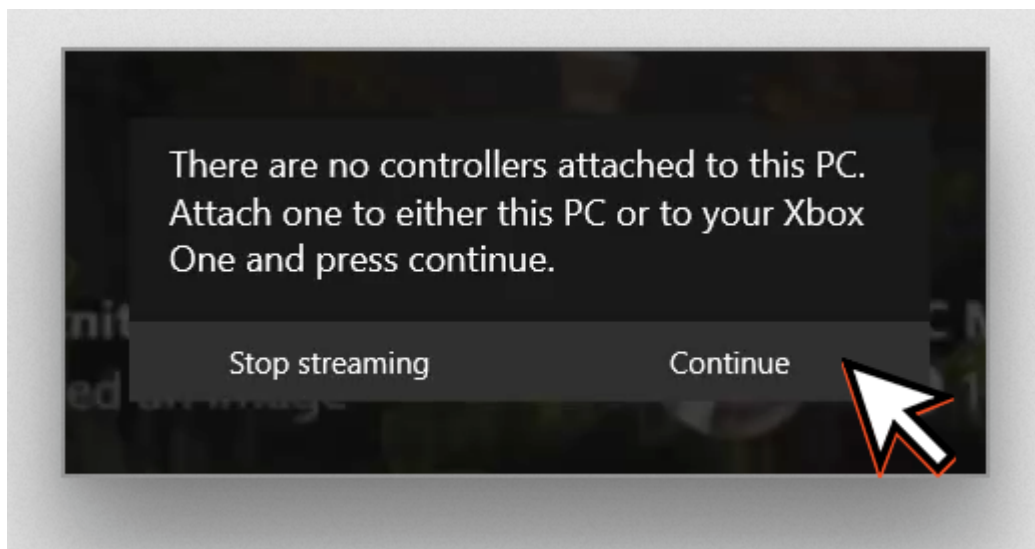 There are no controllers attached to this PC.
Attach one to either this PC or to your Xbox
One and press continue.
Stop streaming
Continue